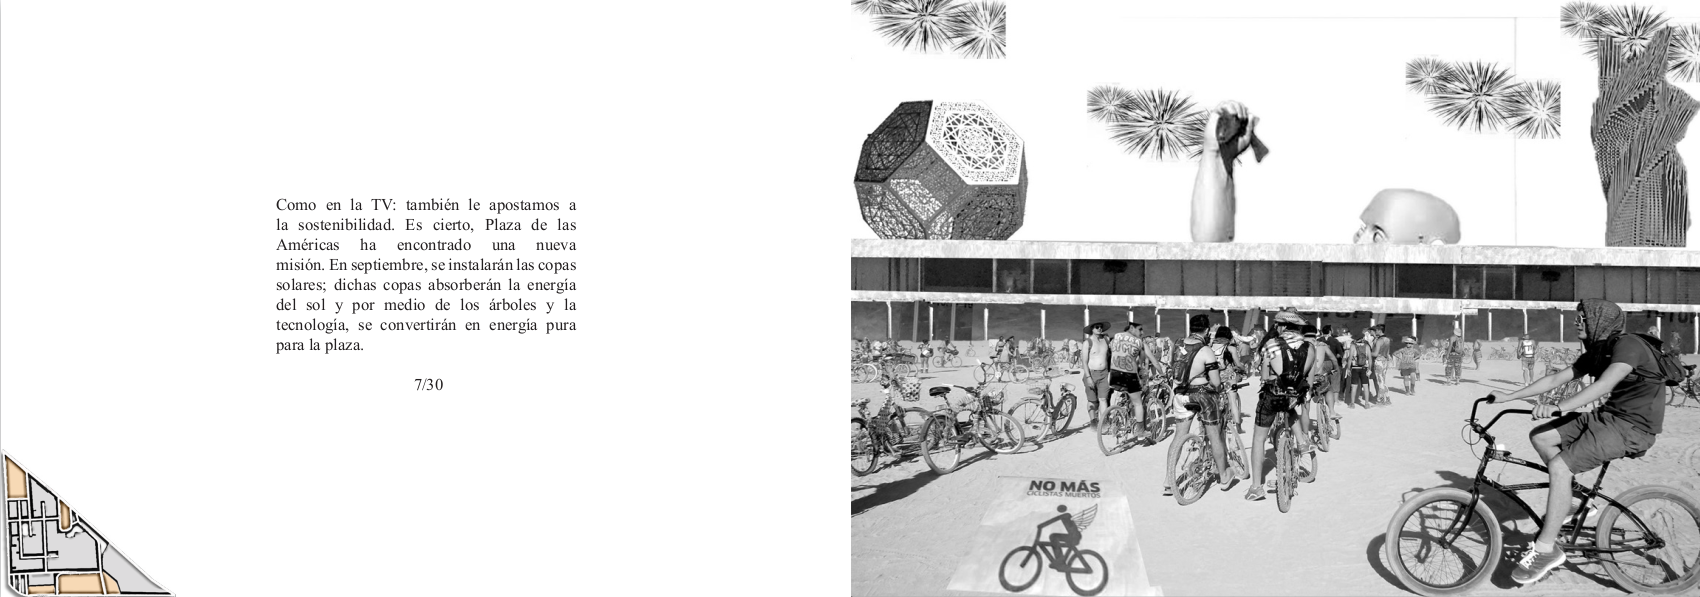 Como en la TV: también le apostamos a
la sostenibilidad. Es cierto, Plaza de las
Américas ha encontrado una nueva
misión. En septiembre, se instalarán las copas
solares; dichas copas absorberán la energía
del sol y por medio de los árboles y la
tecnología, se convertirán en energía pura
para la plaza.
7/30
NO MÁS
CICLISTAS MUERTOS